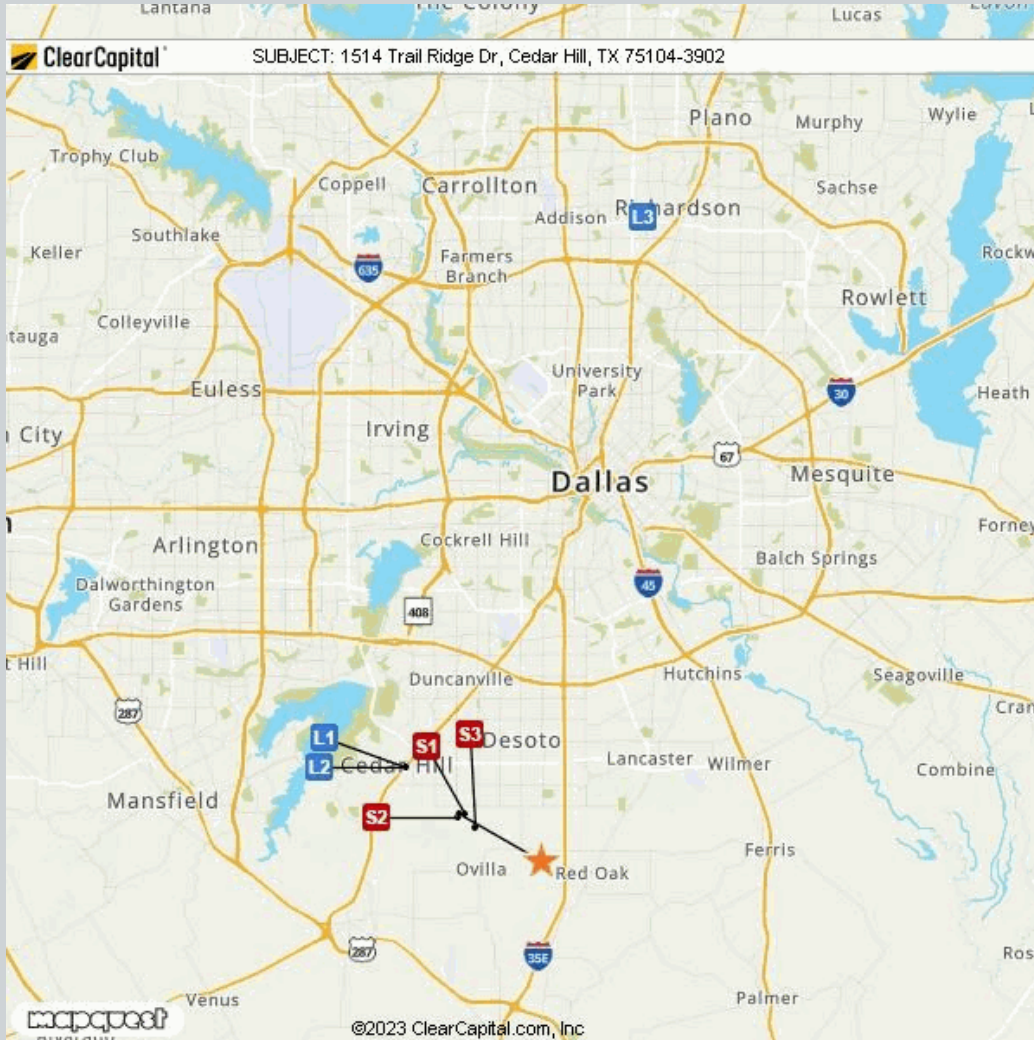 Lantana
The Colony
Lucas
ClearCapital
SUBJECT: 1514 Trail Ridge Dr, Cedar Hill, TX 75104-3902
Plano
Murphy
Wylie
Trophy Club
Coppell
Carrollton
Sachse
Addison
L3
Southlake
Keller
Farmers
Branch
635
Rowlett
Colleyville
University
Park
Euless
30
Heath
City
Irving
67
Dallas
Mesquite
Arlington
Cockrell Hill
Balch Springs
Dalworthington
Gardens
45
408
t Hill
Duncanville
Hutchins
Seagoville
287
L1
S1
S3
Desoto
L2
Cedar Hill
Lancaster
Wilmer
Combine
Mansfield
S2
Ferris
Ovilla
Red Oak
287
35E
Venus
Palmer
mapquest
©2023 ClearCapital.com, Inc